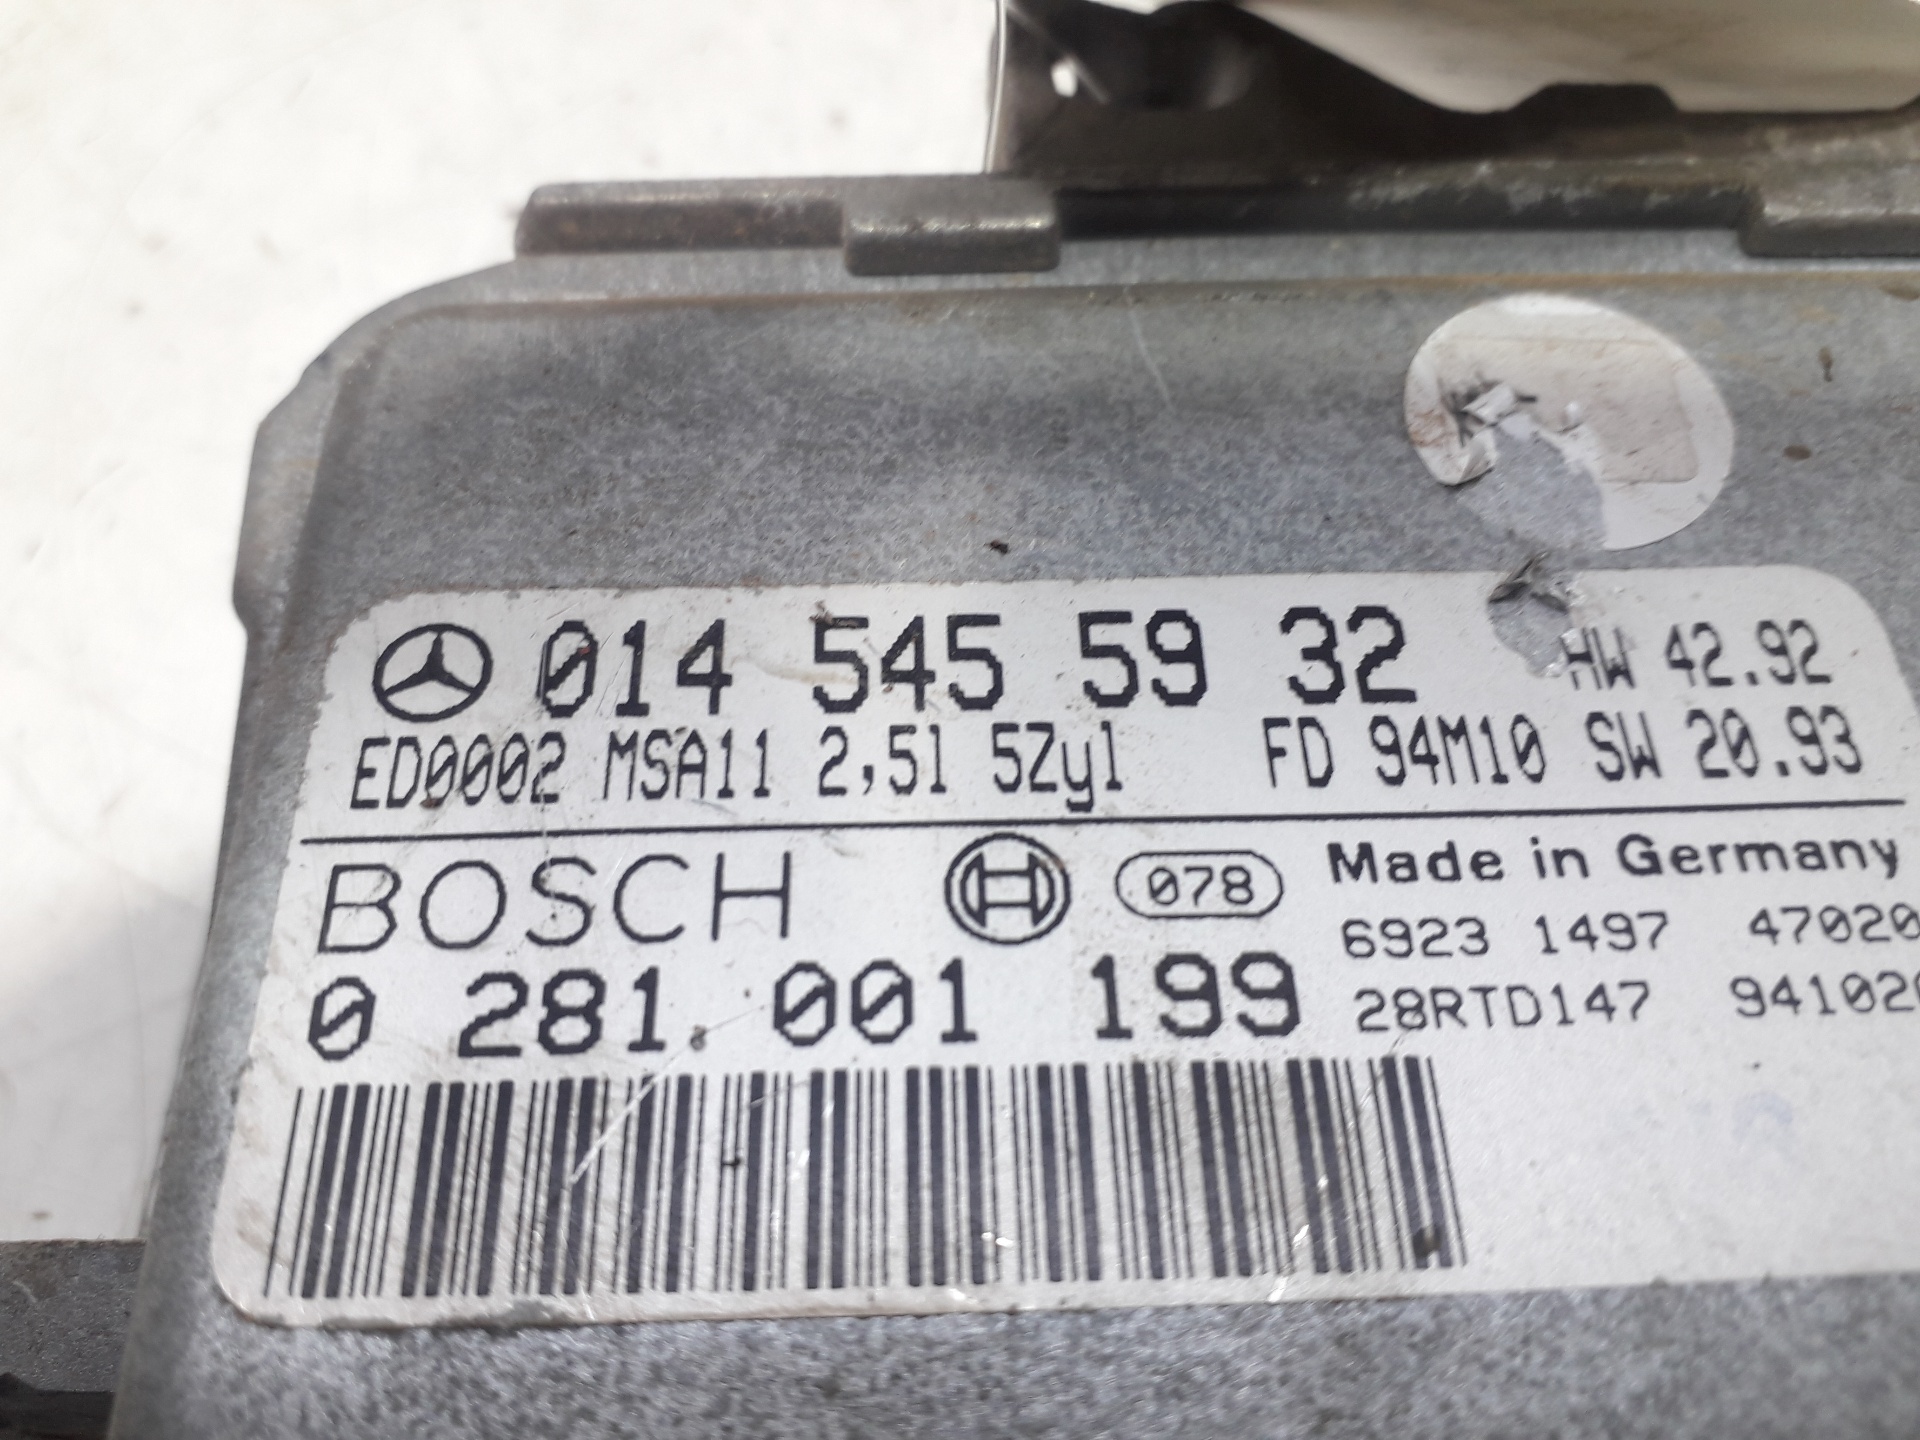 014 545 59 32 HW 42.92
ED0002 MSA11 2,5l 5Zyl FD 94M10 SW 20.93
BOSCH 078 Made in Germany
6923 1497 47020
0 281 001 199
28RTD147 94102